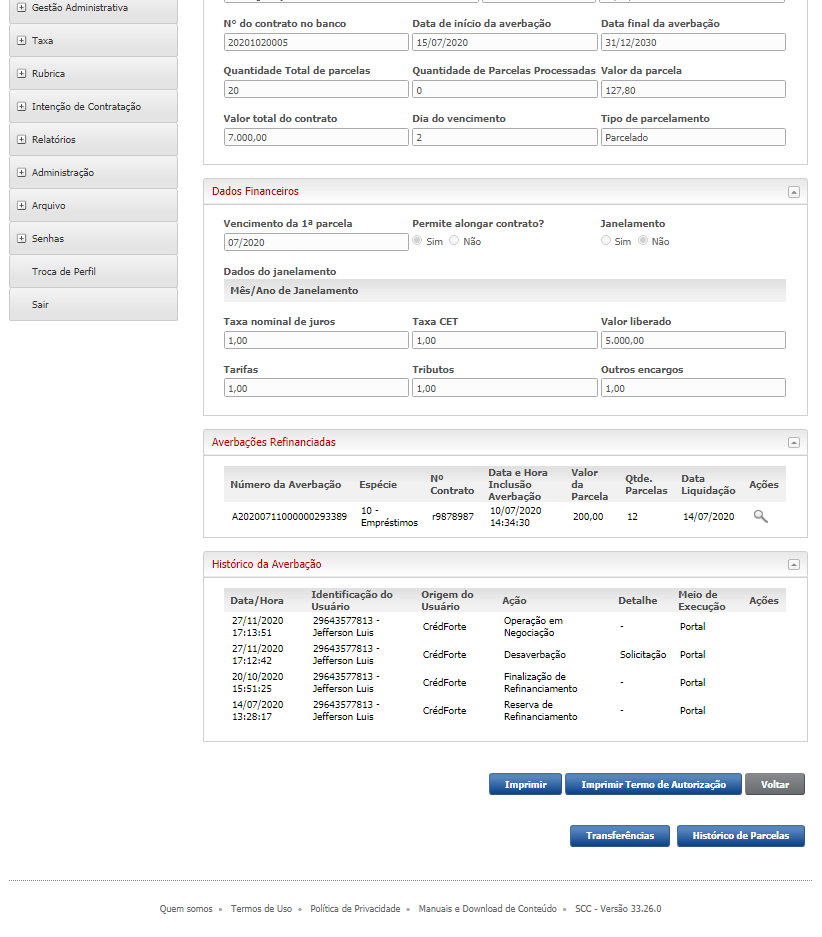 Gestão Administrativa
Taxa
Rubrica
Intenção de Contratação
Relatórios
Administração
Arquivo
Senhas
Troca de Perfil
Sair
Nº do contrato no banco Data de início da averbação Data final da averbação
20201020005 15/07/2020 31/12/2030
Quantidade Total de parcelas Quantidade de Parcelas Processadas Valor da parcela
20 0 127,80
Valor total do contrato Dia do vencimento Tipo de parcelamento
7.000,00 2 Parcelado
Dados Financeiros
Vencimento da 1ª parcela Permite alongar contrato? Janelamento
07/2020 Sim Não Sim Não
Dados do janelamento
Mês/Ano de Janelamento
Taxa nominal de juros Taxa CET Valor liberado
1,00 1,00 5.000,00
Tarifas Tributos Outros encargos
1,00 1,00 1,00
Averbações Refinanciadas
Número da Averbação Espécie Nº Contrato Data e Hora Inclusão Averbação Valor da Parcela Qtde. Parcelas Data Liquidação Ações
A20200711000000293389 10 - Empréstimos r9878987 10/07/2020 14:34:30 200,00 12 14/07/2020
Histórico da Averbação
Data/Hora Identificação do Usuário Origem do Usuário Ação Detalhe Meio de Execução Ações
27/11/2020 17:13:51 29643577813 - Jefferson Luis CrédForte Operação em Negociação - Portal
27/11/2020 17:12:42 29643577813 - Jefferson Luis CrédForte Desaverbação Solicitação Portal
20/10/2020 15:51:25 29643577813 - Jefferson Luis CrédForte Finalização de Refinanciamento - Portal
14/07/2020 13:28:17 29643577813 - Jefferson Luis CrédForte Reserva de Refinanciamento - Portal
Imprimir Imprimir Termo de Autorização Voltar
Transferências Histórico de Parcelas
Quem somos • Termos de Uso • Política de Privacidade • Manuais e Download de Conteúdo • SCC - Versão 33.26.0